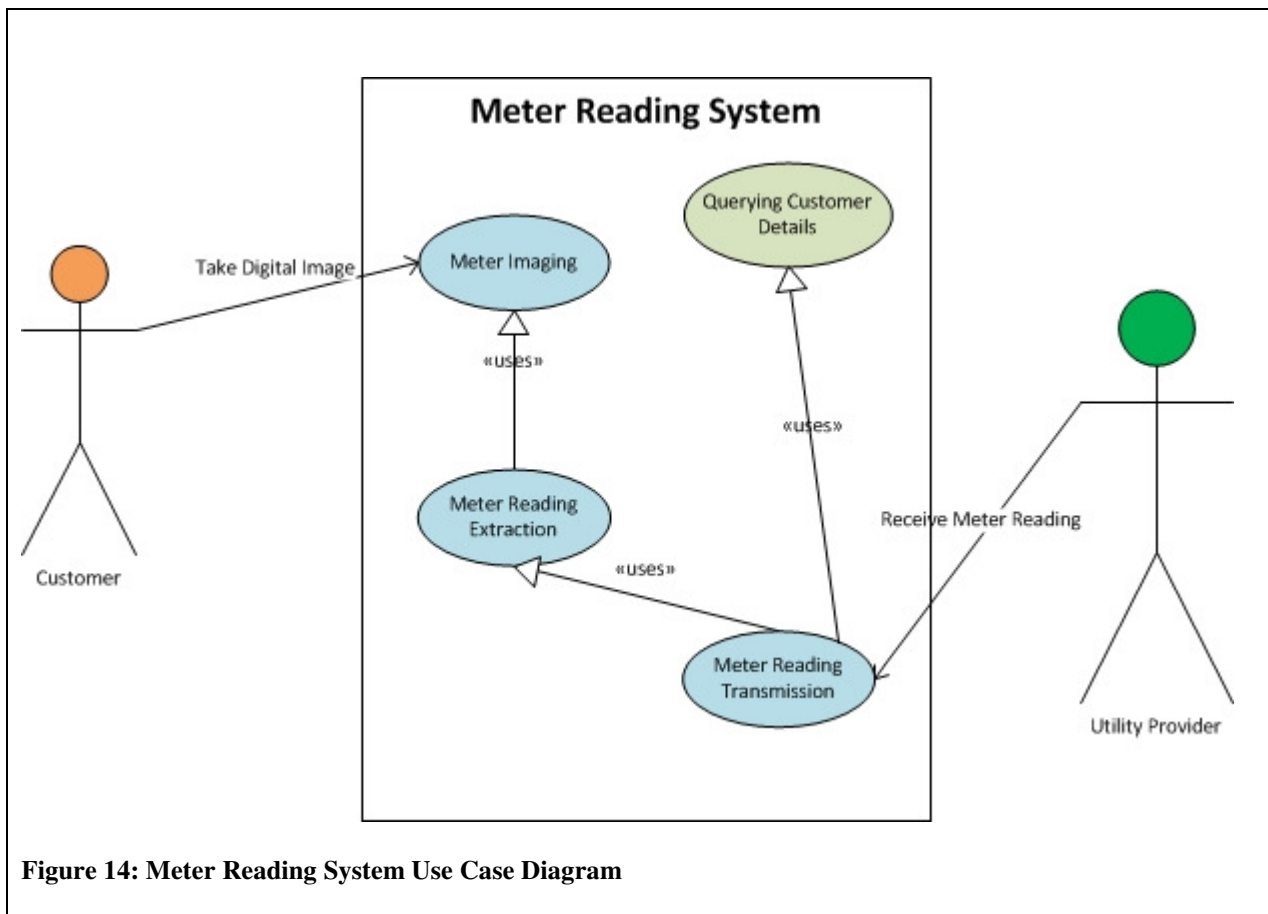 Meter Reading System
Querying Customer
Details
Meter Imaging
Take Digital Image
«uses»
«uses»
Meter Reading
Extraction
Receive Meter Reading
«uses»
Customer
Meter Reading
Transmission
Utility Provider
Figure 14: Meter Reading System Use Case Diagram